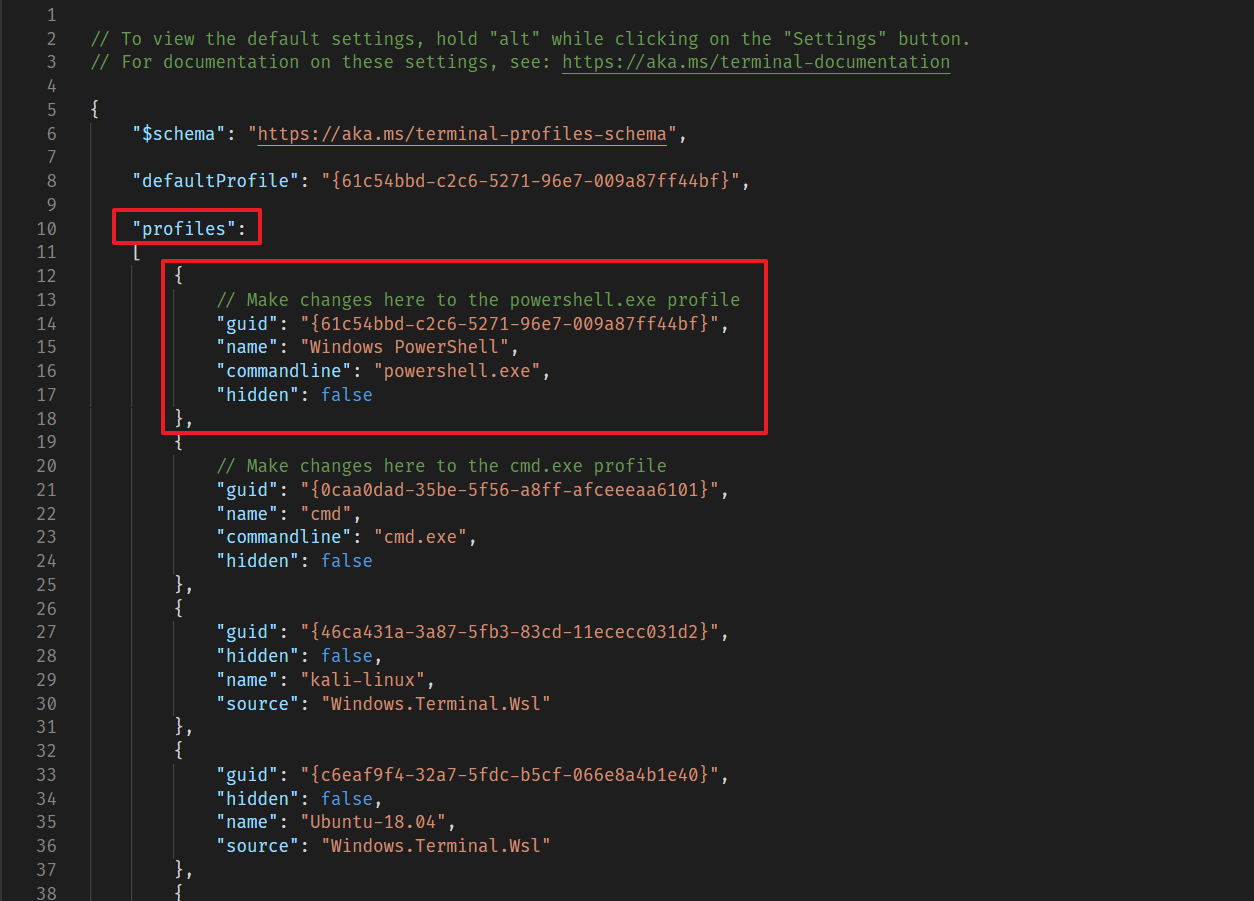 1
2 // To view the default settings, hold "alt" while clicking on the "Settings" button.
3 // For documentation on these settings, see: https://aka.ms/terminal-documentation
4
5 {
6 "$schema": "https://aka.ms/terminal-profiles-schema",
7
8 "defaultProfile": "{61c54bbd-c2c6-5271-96e7-009a87ff44bf}",
9
10 "profiles":
11 [
12 {
13 // Make changes here to the powershell.exe profile
14 "guid": "{61c54bbd-c2c6-5271-96e7-009a87ff44bf}",
15 "name": "Windows PowerShell",
16 "commandline": "powershell.exe",
17 "hidden": false
18 },
19 {
20 // Make changes here to the cmd.exe profile
21 "guid": "{0caa0dad-35be-5f56-a8ff-afceeeaa6101}",
22 "name": "cmd",
23 "commandline": "cmd.exe",
24 "hidden": false
25 },
26 {
27 "guid": "{46ca431a-3a87-5fb3-83cd-11ececc031d2}",
28 "hidden": false,
29 "name": "kali-linux",
30 "source": "Windows.Terminal.Wsl"
31 },
32 {
33 "guid": "{c6eaf9f4-32a7-5fdc-b5cf-066e8a4b1e40}",
34 "hidden": false,
35 "name": "Ubuntu-18.04",
36 "source": "Windows.Terminal.Wsl"
37 },
38 {